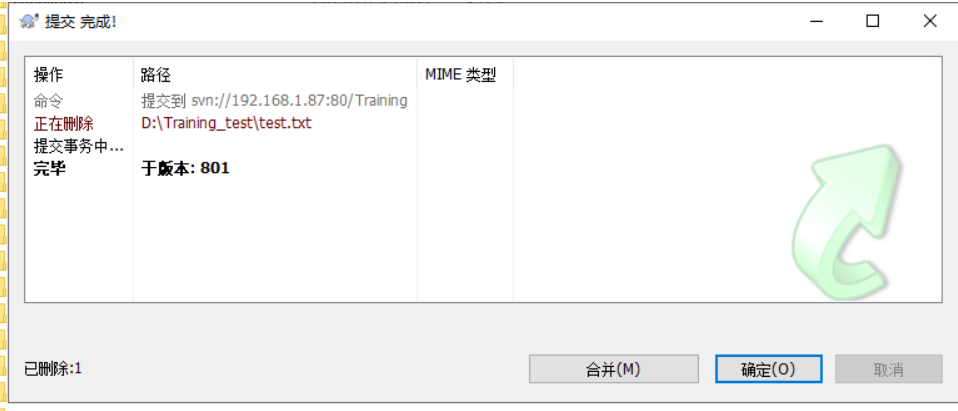 提交 完成!
操作 路径 MIME 类型
命令 提交到 svn://192.168.1.87:80/Training
正在删除 D:\Training_test\test.txt
提交事务中...
完毕 于版本: 801
已删除:1 合并(M) 确定(O) 取消